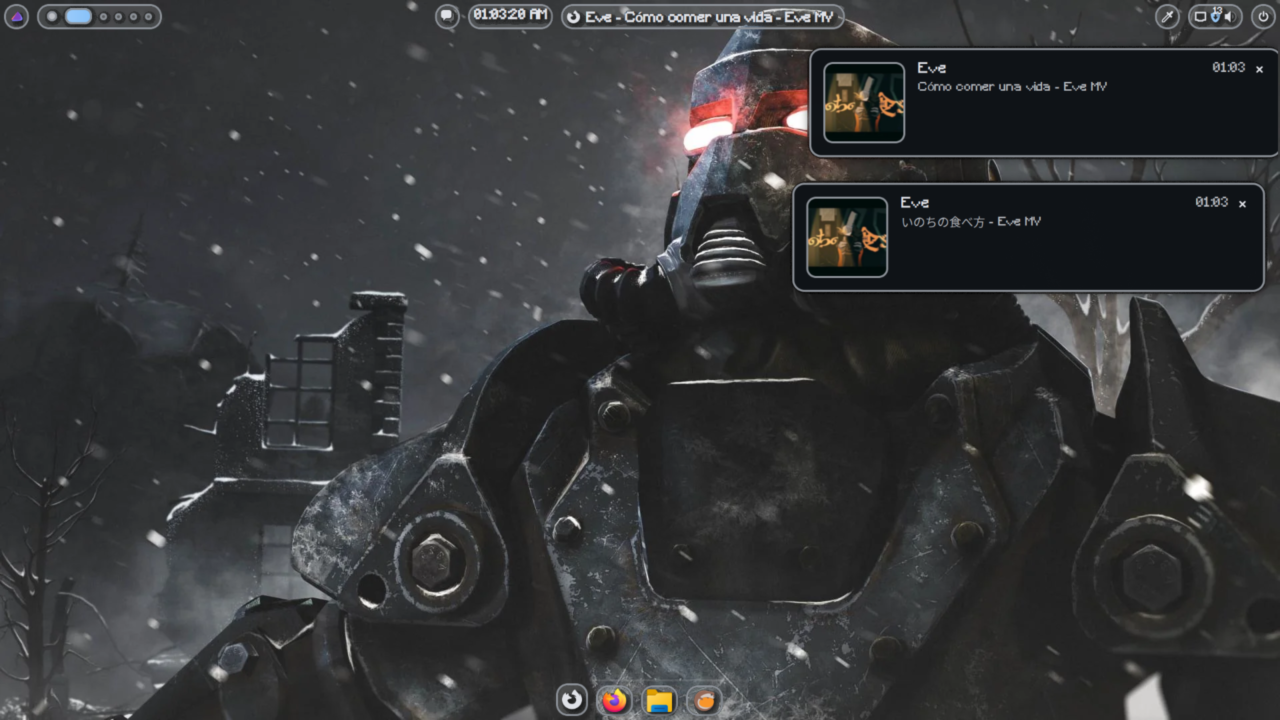 01:03:20 AM
Eve - Cómo comer una vida - Eve MV
13
Eve
01:03
Cómo comer una vida - Eve MV
Eve
01:03
いのちの食べ方 - Eve MV